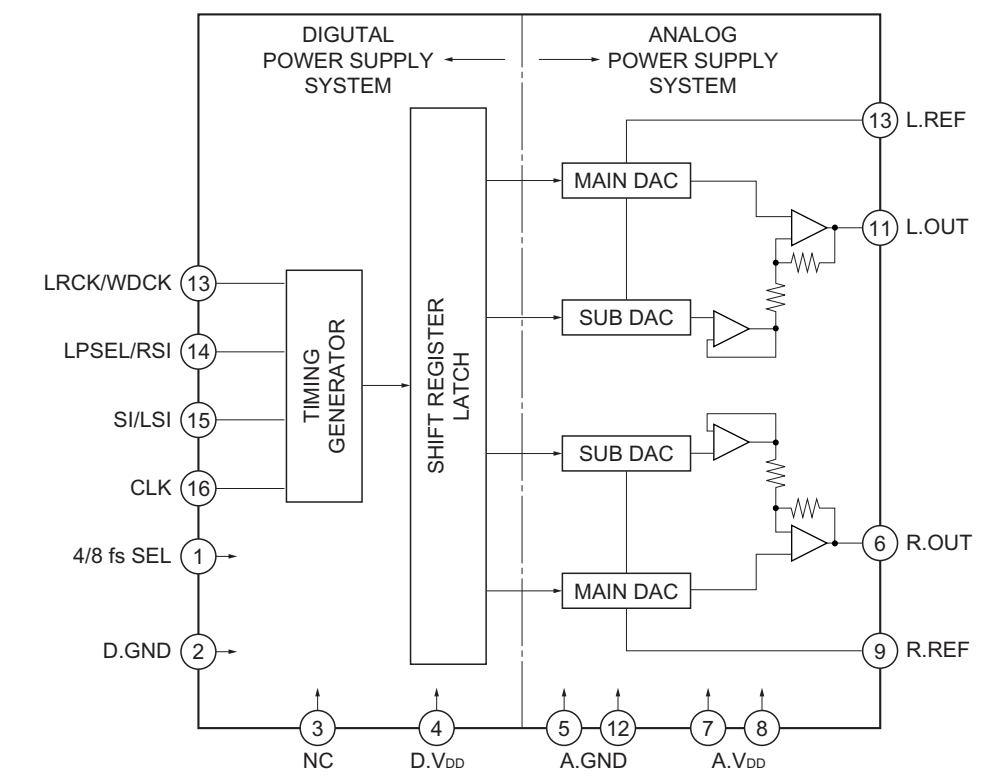 DIGUTAL
POWER SUPPLY
SYSTEM
ANALOG
POWER SUPPLY
SYSTEM
13 L.REF
MAIN DAC
11 L.OUT
LRCK/WDCK 13
LPSEL/RSI 14
SI/LSI 15
CLK 16
4/8 fs SEL 1
D.GND 2
TIMING
GENERATOR
SHIFT REGISTER
LATCH
SUB DAC
SUB DAC
6 R.OUT
MAIN DAC
9 R.REF
3
NC
4
D.VDD
5 12
A.GND
7 8
A.VDD